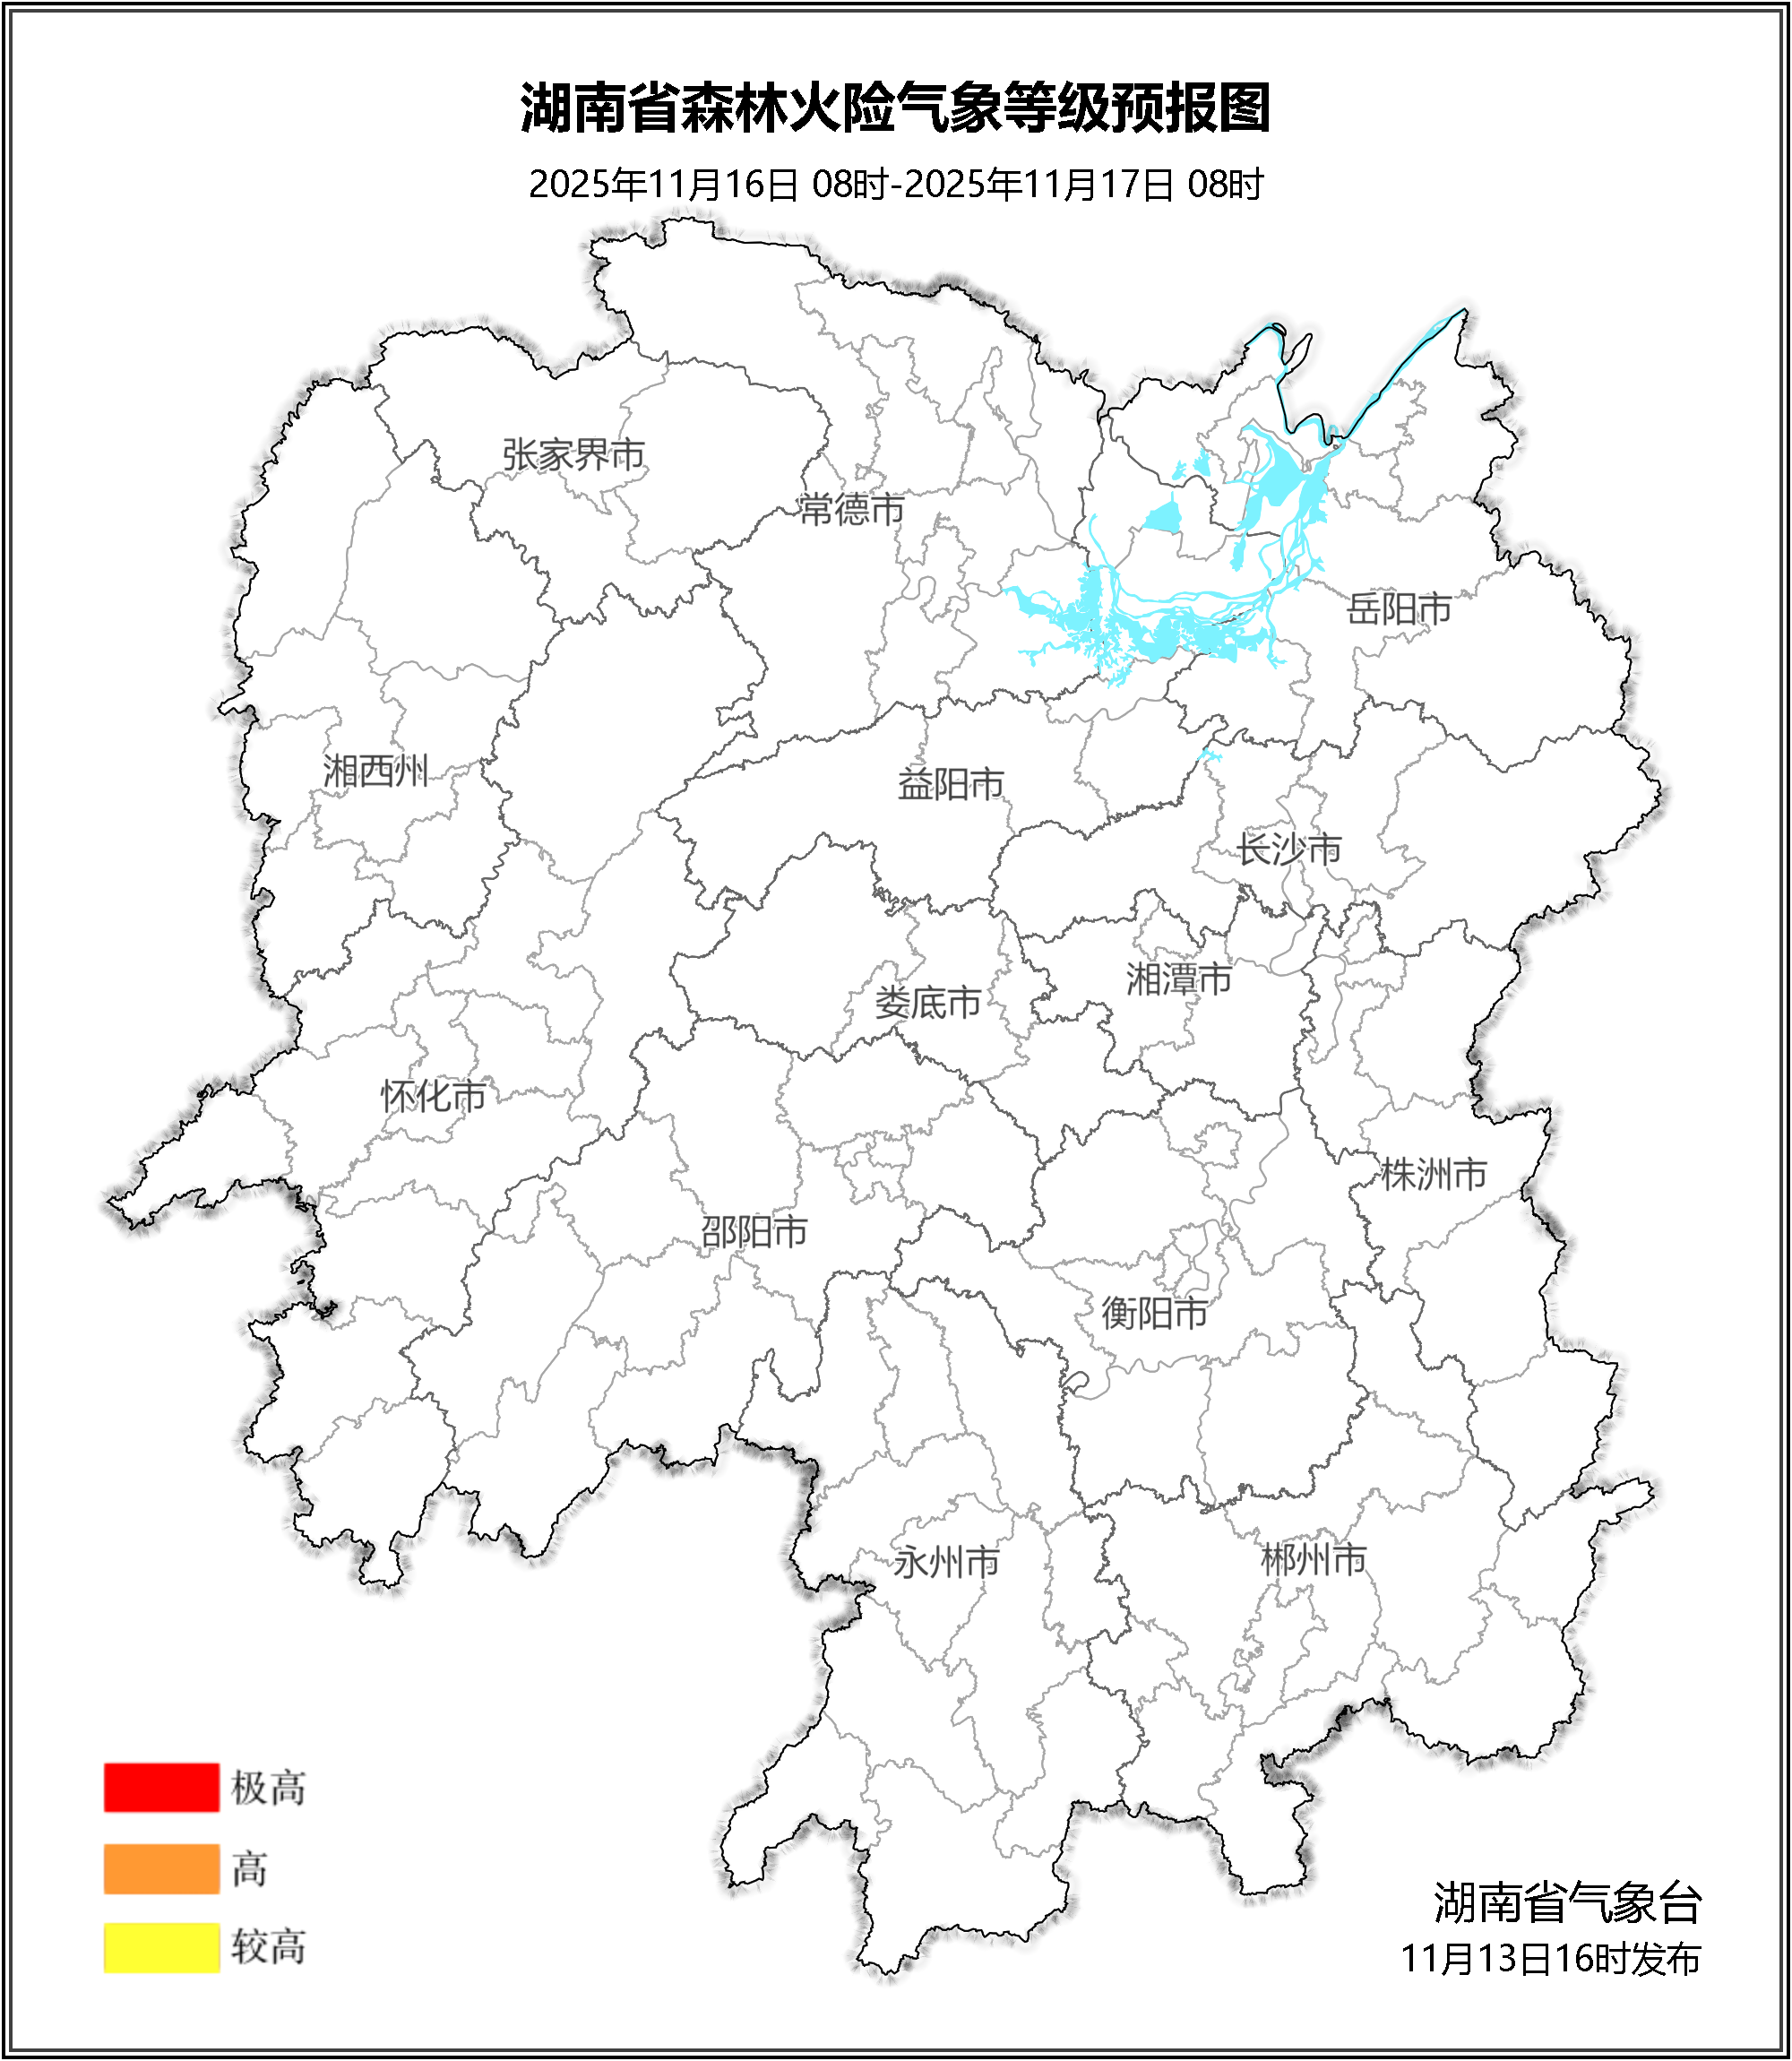 湖南省森林火险气象等级预报图
2025年11月16日 08时-2025年11月17日 08时
张家界市
常德市
岳阳市
湘西州
益阳市
长沙市
湘潭市
娄底市
怀化市
株洲市
邵阳市
衡阳市
永州市
郴州市
极高
高
较高
湖南省气象台
11月13日16时发布